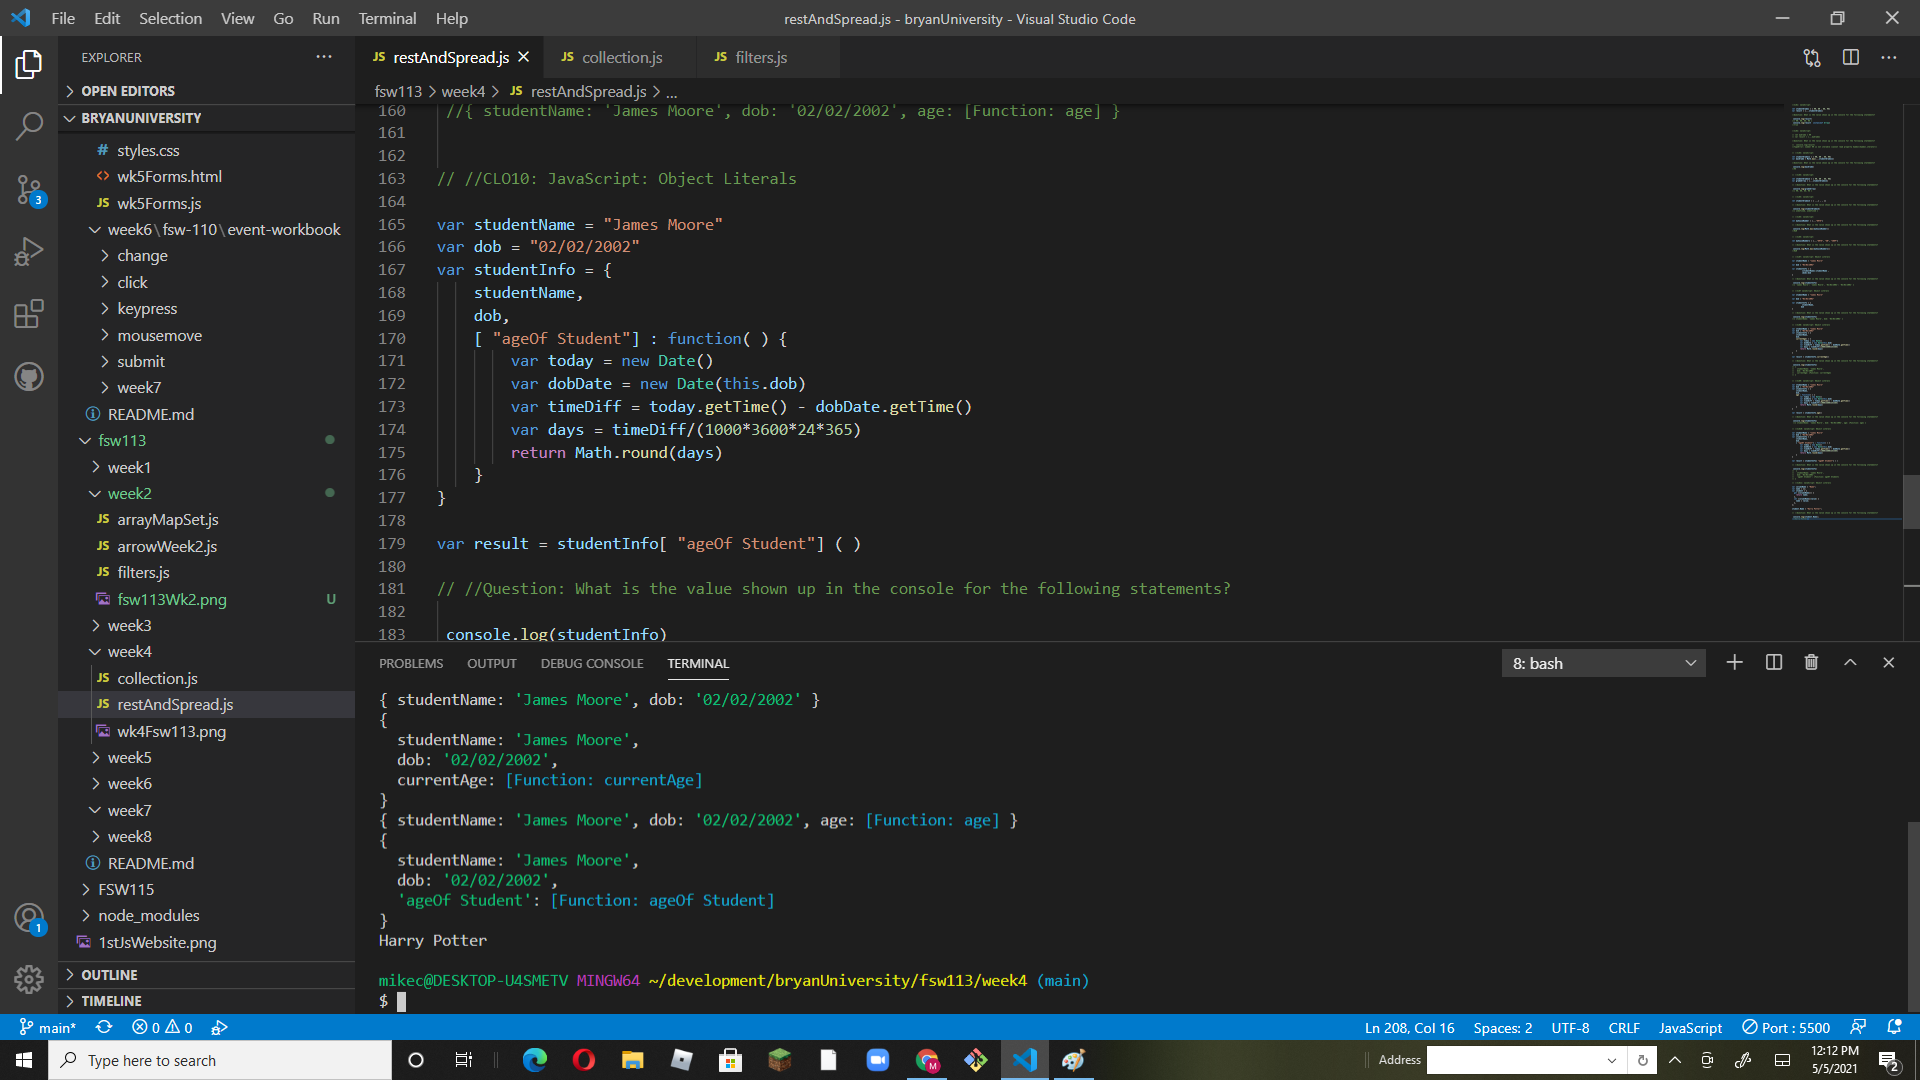 File Edit Selection View Go Run Terminal Help
restAndSpread.js - bryanUniversity - Visual Studio Code
EXPLORER
OPEN EDITORS
BRYANUNIVERSITY
# styles.css
<> wk5Forms.html
JS wk5Forms.js
week6\fsw-110\event-workbook
change
click
keypress
mousemove
submit
week7
README.md
fsw113
week1
week2
JS arrayMapSet.js
JS arrowWeek2.js
JS filters.js
fsw113Wk2.png U
week3
week4
JS collection.js
JS restAndSpread.js
wk4Fsw113.png
week5
week6
week7
week8
README.md
FSW115
node_modules
1stJsWebsite.png
OUTLINE
TIMELINE
3
1
JS restAndSpread.js
JS collection.js
JS filters.js
fsw113 > week4 > JS restAndSpread.js > ...
160 //{ studentName: 'James Moore', dob: '02/02/2002', age: [Function: age] }
161
162
163 // //CLO10: JavaScript: Object Literals
164
165 var studentName = "James Moore"
166 var dob = "02/02/2002"
167 var studentInfo = {
168 studentName,
169 dob,
170 [ "ageOf Student"] : function( ) {
171 var today = new Date()
172 var dobDate = new Date(this.dob)
173 var timeDiff = today.getTime() - dobDate.getTime()
174 var days = timeDiff/(1000*3600*24*365)
175 return Math.round(days)
176 }
177 }
178
179 var result = studentInfo[ "ageOf Student"] ( )
180
181 // //Question: What is the value shown up in the console for the following statements?
182
183 console.log(studentInfo)
PROBLEMS OUTPUT DEBUG CONSOLE TERMINAL
8: bash
{ studentName: 'James Moore', dob: '02/02/2002' }
{
studentName: 'James Moore',
dob: '02/02/2002',
currentAge: [Function: currentAge]
}
{ studentName: 'James Moore', dob: '02/02/2002', age: [Function: age] }
{
studentName: 'James Moore',
dob: '02/02/2002',
'ageOf Student': [Function: ageOf Student]
}
Harry Potter
mikec@DESKTOP-U4SMETV MINGW64 ~/development/bryanUniversity/fsw113/week4 (main)
$
main* 0 0
Ln 208, Col 16 Spaces: 2 UTF-8 CRLF JavaScript Port : 5500
Type here to search
M
Address
12:12 PM
5/5/2021
2